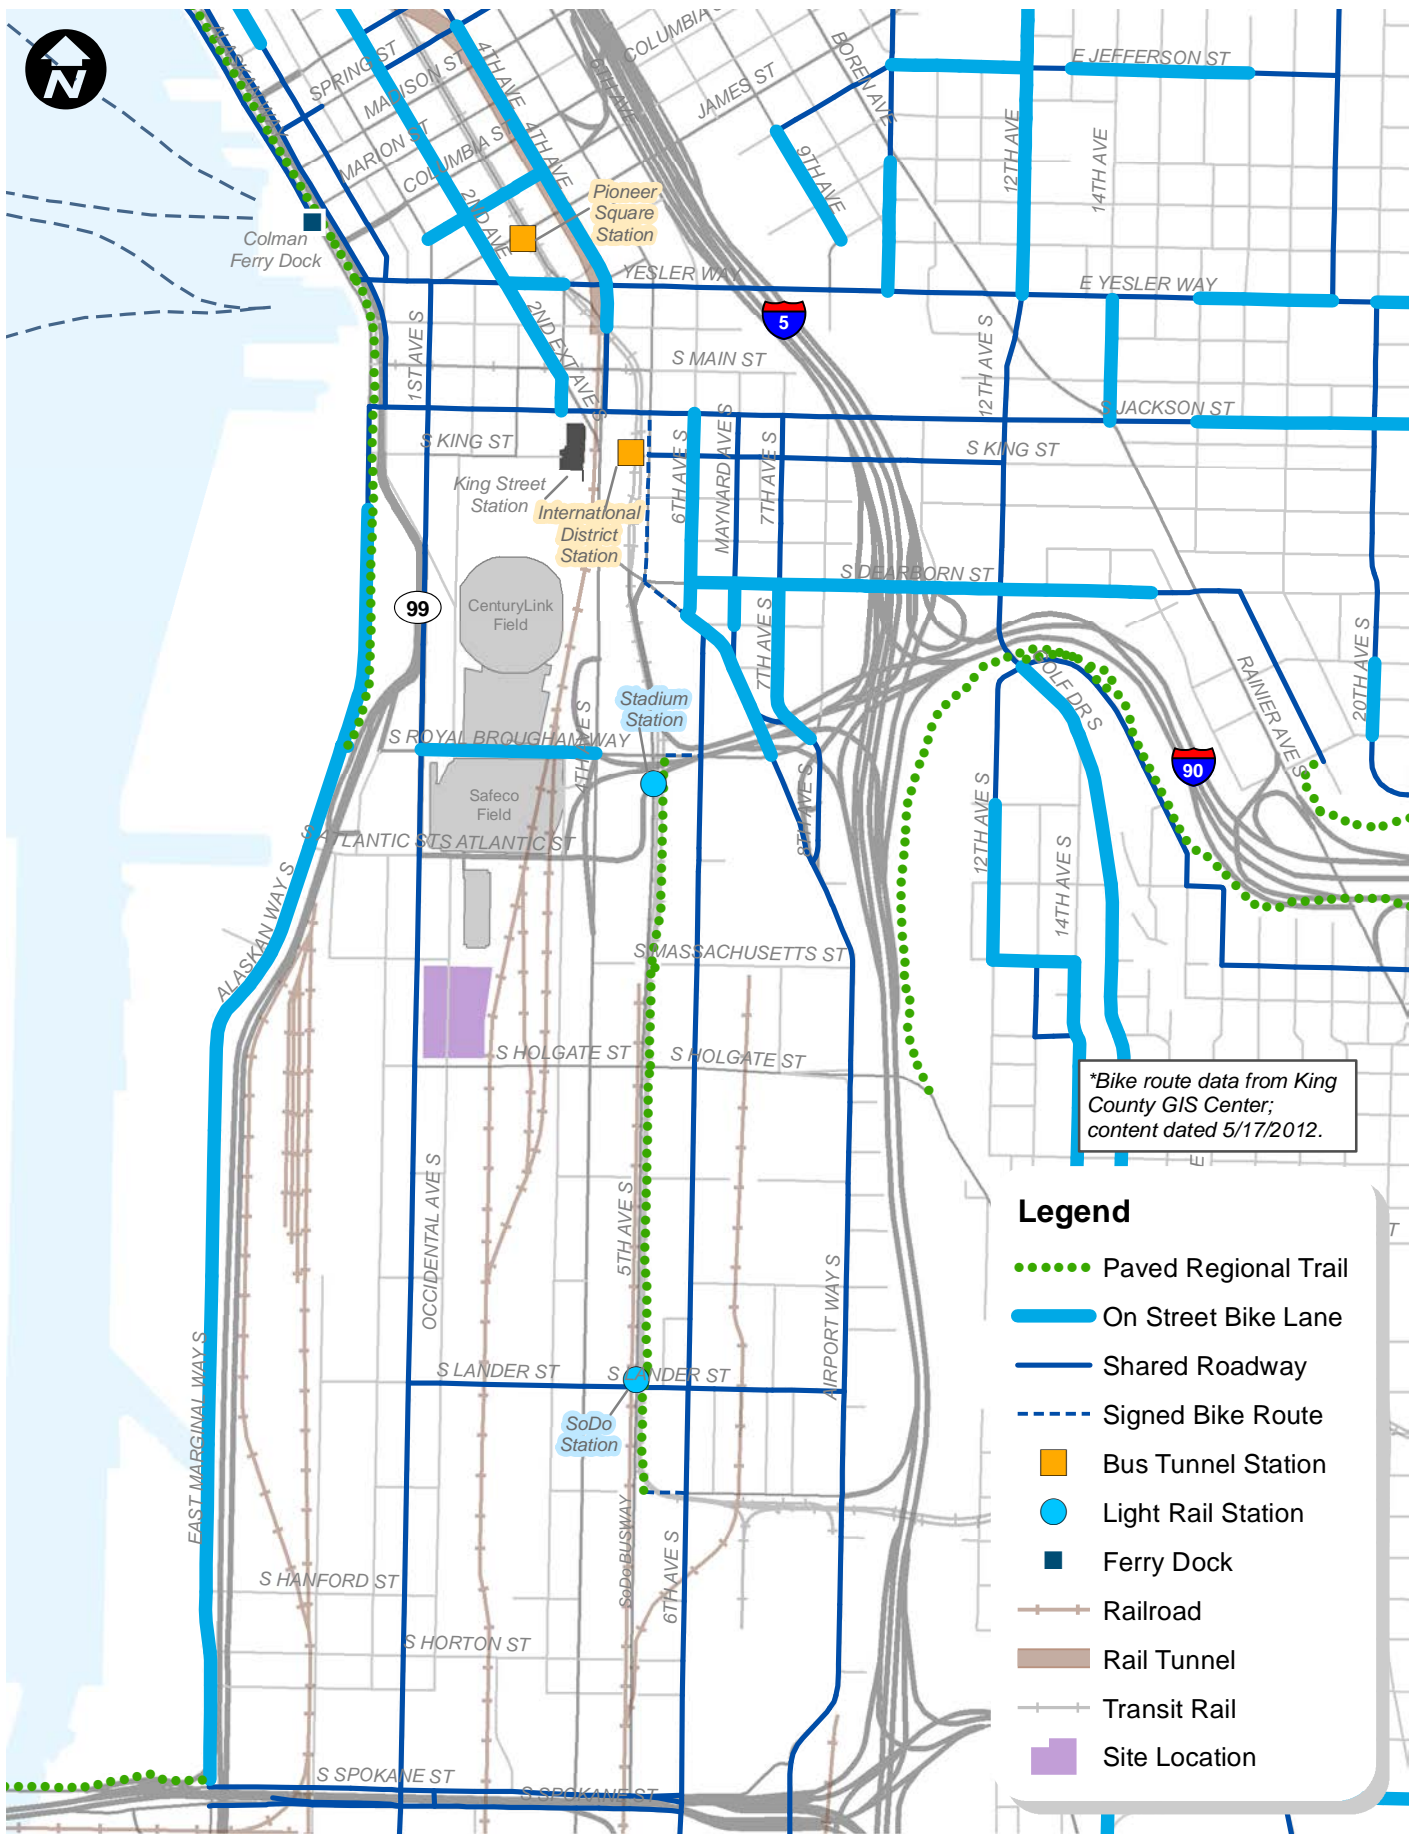 N
ALASKAN WAY
SPRING ST
MADISON ST
MARION ST
COLUMBIA ST
4TH AVE
4TH AVE
6TH AVE
COLUMBIA S
JAMES ST
BOREN AVE
9TH AVE
12TH AVE
14TH AVE
E JEFFERSON ST
2ND AVE
Pioneer
Square
Station
Colman
Ferry Dock
YESLER WAY
E YESLER WAY
5
1ST AVE S
2ND EXT AVE S
S MAIN ST
12TH AVE S
S JACKSON ST
S KING ST
S KING ST
King Street
Station
International
District
Station
6TH AVE S
MAYNARD AVE S
7TH AVE S
S DEARBORN ST
99
CenturyLink
Field
7TH AVE S
20TH AVE S
RAINIER AVE S
GOLF DR S
Stadium
Station
S ROYAL BROUGHAM WAY
4TH AVE S
90
Safeco
Field
8TH AVE S
12TH AVE S
14TH AVE S
S ATLANTIC ST
S ATLANTIC ST
ALASKAN WAY S
S MASSACHUSETTS ST
S HOLGATE ST
S HOLGATE ST
*Bike route data from King
County GIS Center;
content dated 5/17/2012.
E
OCCIDENTAL AVE S
5TH AVE S
AIRPORT WAY S
T
S LANDER ST
S LANDER ST
SoDo
Station
EAST MARGINAL WAY S
SoDo BUSWAY
6TH AVE S
S HANFORD ST
S HORTON ST
S SPOKANE ST
S SPOKANE ST
Legend
Paved Regional Trail
On Street Bike Lane
Shared Roadway
Signed Bike Route
Bus Tunnel Station
Light Rail Station
Ferry Dock
Railroad
Rail Tunnel
Transit Rail
Site Location